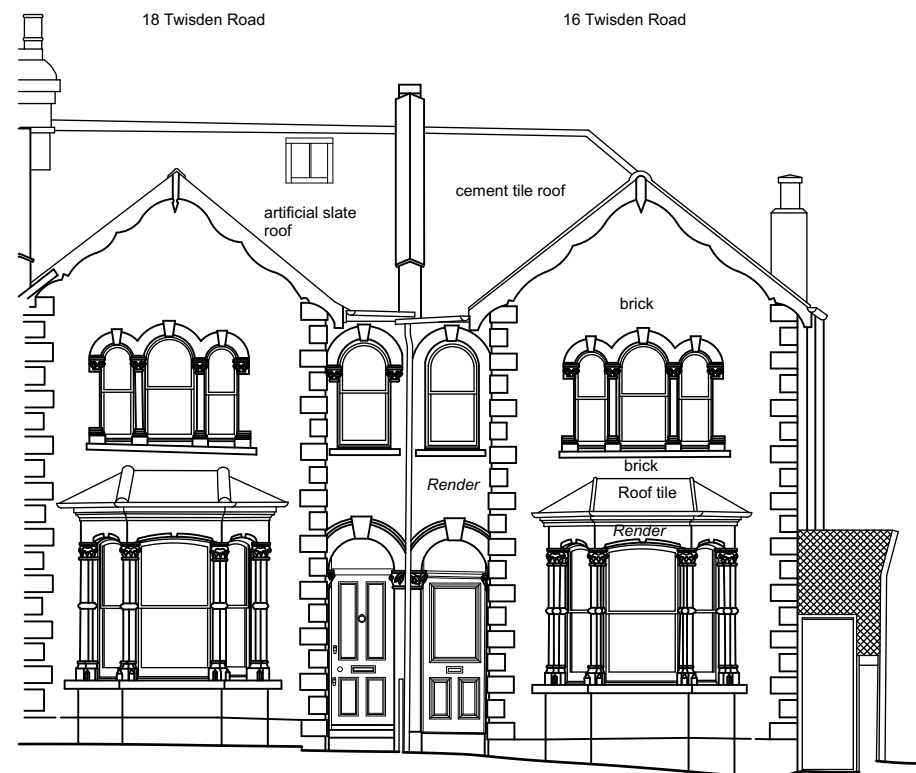 18 Twisden Road
16 Twisden Road
cement tile roof
artificial slate
roof
brick
brick
Render
Roof tile
Render